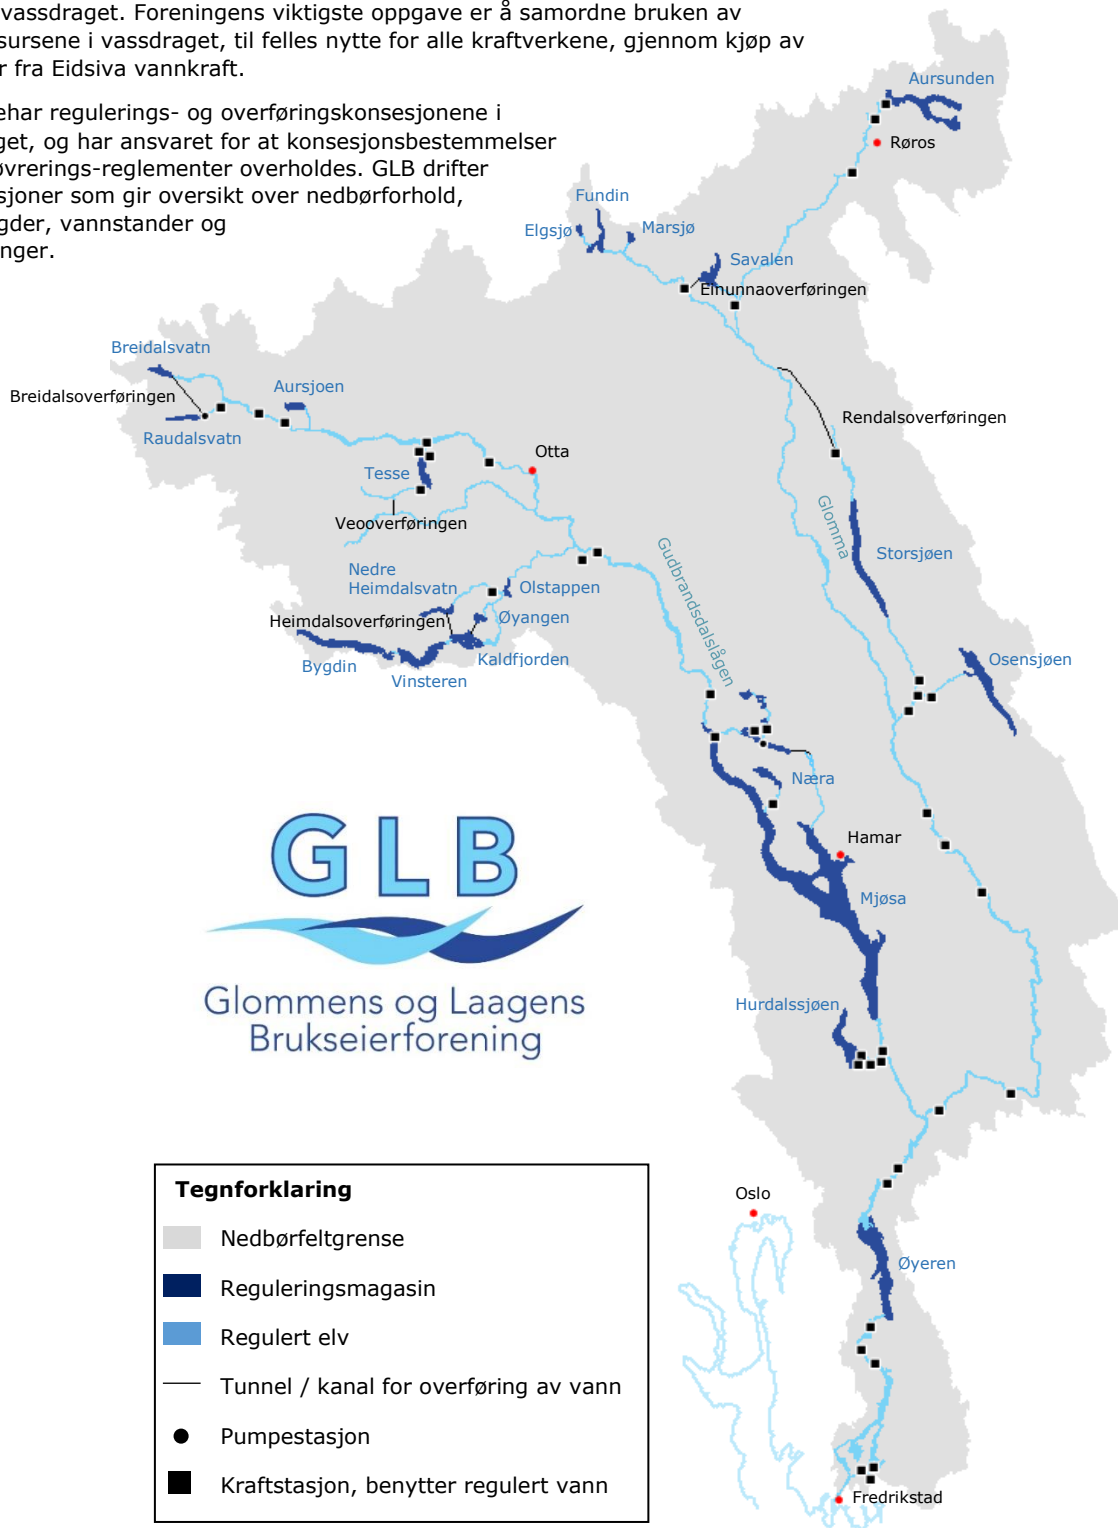 vassdraget. Foreningens viktigste oppgave er å samordne bruken av
sursene i vassdraget, til felles nytte for alle kraftverkene, gjennom kjøp av
r fra Eidsiva vannkraft.
ehar regulerings- og overføringskonsesjonene i
get, og har ansvaret for at konsesjonsbestemmelser
øvrerings-reglementer overholdes. GLB drifter
sjoner som gir oversikt over nedbørforhold,
gder, vannstander og
nger.
Aursunden
Røros
Fundin
Elgsjø
Marsjø
Savalen
Einunnaoverføringen
Breidalsvatn
Breidalsoverføringen
Aursjoen
Raudalsvatn
Rendalsoverføringen
Otta
Tesse
Veooverføringen
Glomma
Storsjøen
Gudbrandsdalslågen
Nedre
Heimdalsvatn
Olstappen
Heimdalsoverføringen
Øyangen
Kaldfjorden
Bygdin
Vinsteren
Osensjøen
Næra
Hamar
Mjøsa
GLB
Glommens og Laagens
Brukseierforening
Hurdalssjøen
Oslo
Øyeren
Fredrikstad
Tegnforklaring
Nedbørfeltgrense
Reguleringsmagasin
Regulert elv
Tunnel / kanal for overføring av vann
Pumpestasjon
Kraftstasjon, benytter regulert vann